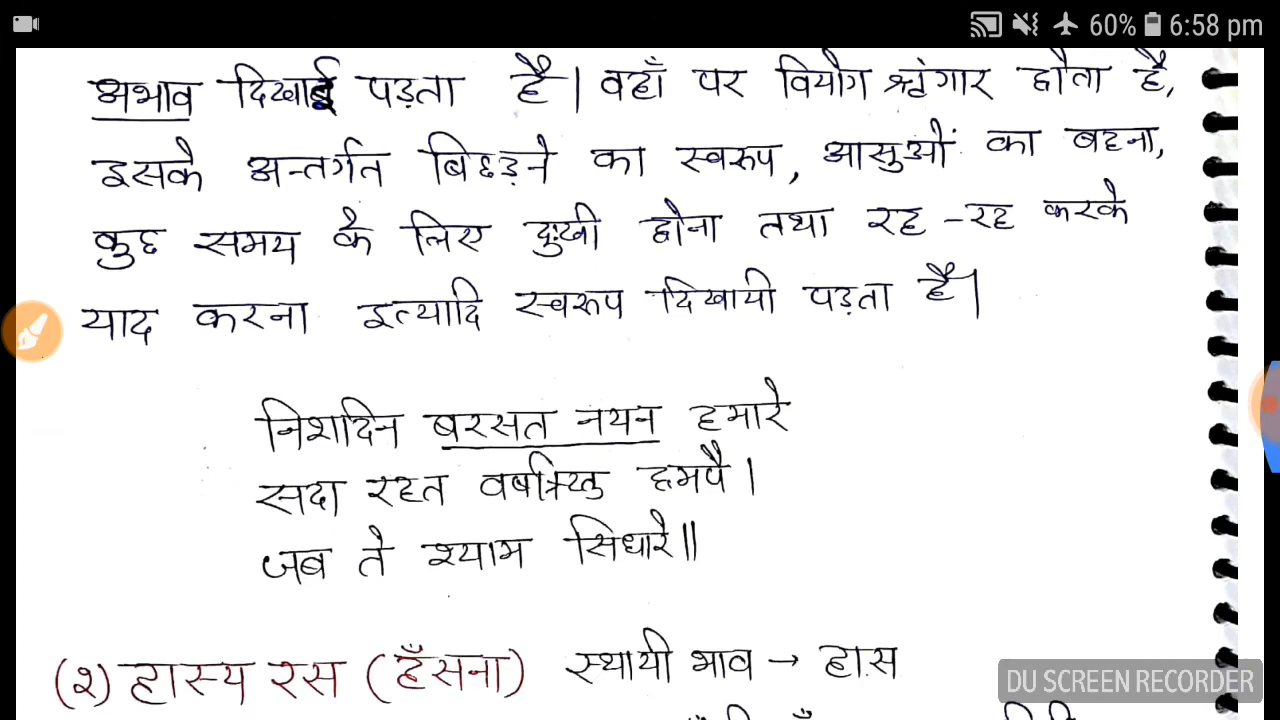 60% 6:58 pm
अभाव दिखाई पड़ता है। वहाँ पर वियोग श्रृंगार होता है,
इसके अन्तर्गत बिछड़ने का स्वरुप, आसुओं का बहना,
कुछ समय के लिए दुःखी होना तथा रह-रह करके
याद करना इत्यादि स्वरुप दिखायी पड़ता है।
निशदिन बरसत नयन हमारे
सदा रहत हमपै।
जब ते श्याम सिधारे॥
(२) हास्य रस (हँसना) स्थायी भाव → हास
DU SCREEN RECORDER